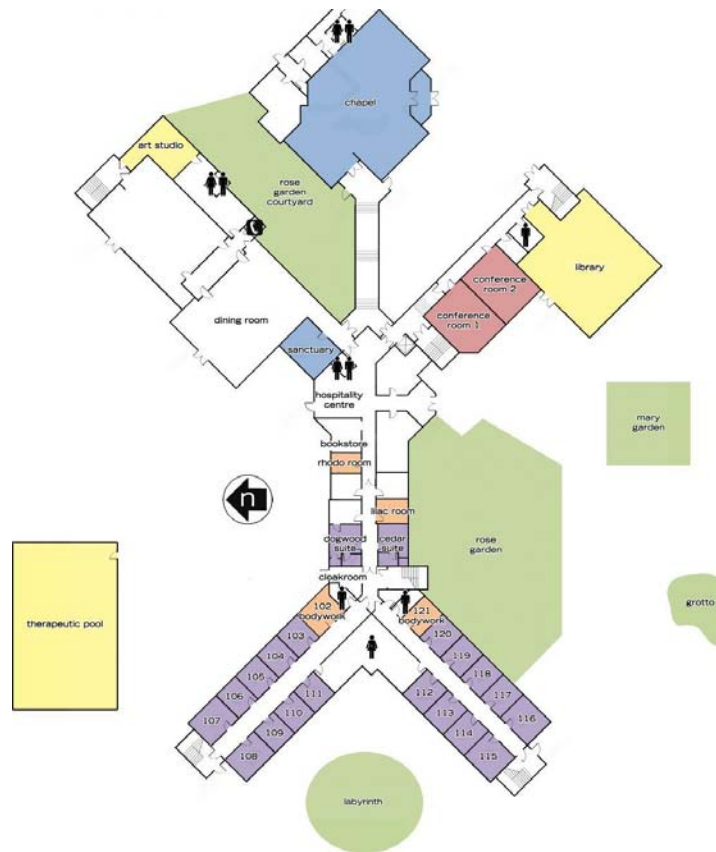 chapel
art studio
rose
garden
courtyard
library
conference
room 2
conference
room 1
dining room
sanctuary
hospitality
centre
mary
garden
bookstore
rhodo room
n
lilac room
dogwood
suite
cedar
suite
rose
garden
cloakroom
therapeutic pool
grotto
102
bodywork
121
bodywork
103
120
104
119
105
118
106
117
107
116
111
112
110
113
109
114
108
115
labyrinth